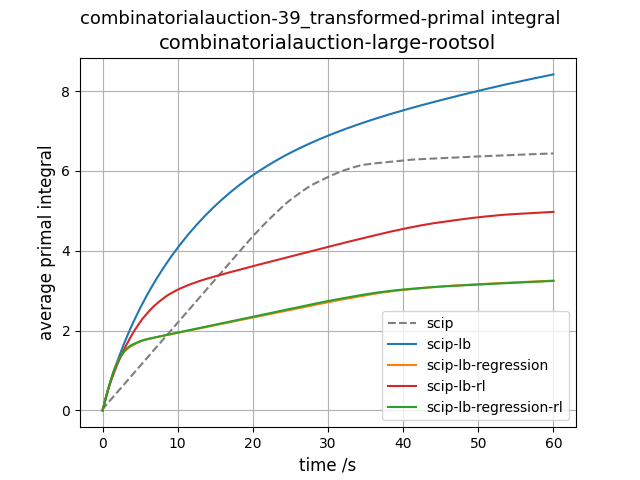 combinatorialauction-39_transformed-primal integral
combinatorialauction-large-rootsol
average primal integral
8
6
4
2
0
scip
scip-lb
scip-lb-regression
scip-lb-rl
scip-lb-regression-rl
0 10 20 30 40 50 60
time /s